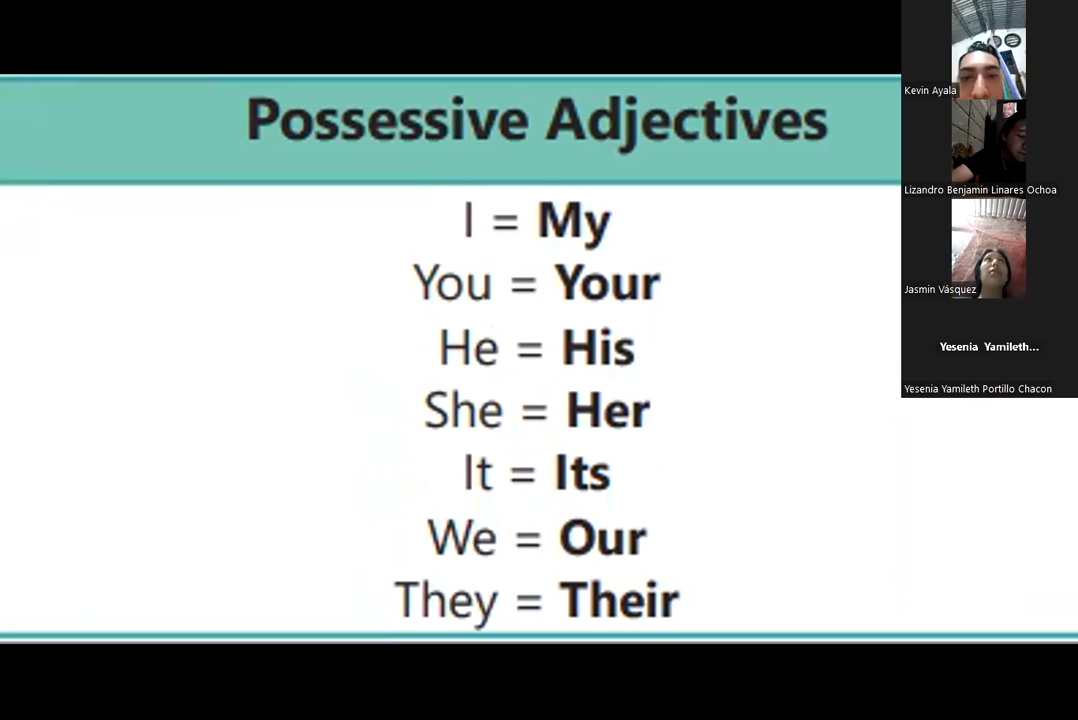 Possessive Adjectives
I = My
You = Your
He = His
She = Her
It = Its
We = Our
They = Their
Kevin Ayala
Lizandro Benjamin Linares Ochoa
Jasmin Vásquez
Yesenia Yamileth...
Yesenia Yamileth Portillo Chacon